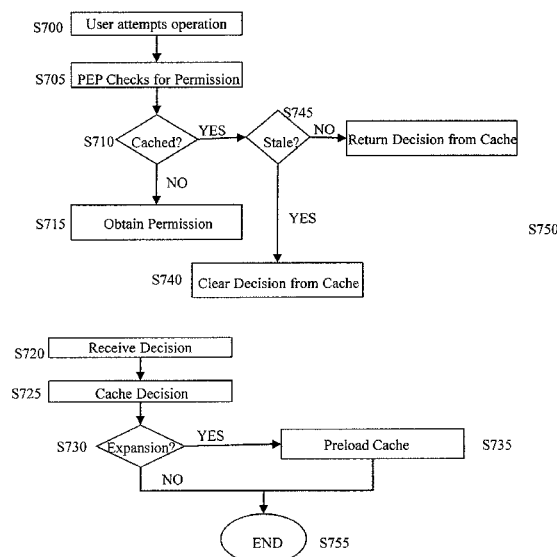 S700 User attempts operation
S705 PEP Checks for Permission
S745
S710 Cached? YES Stale? NO Return Decision from Cache
NO
S715 Obtain Permission YES
S750
S740 Clear Decision from Cache
S720 Receive Decision
S725 Cache Decision
S730 Expansion? YES Preload Cache S735
NO
END S755